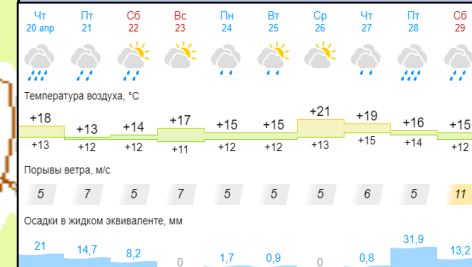 Чт Пт Сб Вс Пн Вт Ср Чт Пт Сб
20 апр 21 22 23 24 25 26 27 28 29
Температура воздуха, °C
+18 +13 +14 +17 +15 +15 +21 +19 +16 +15
+13 +12 +12 +11 +12 +12 +13 +15 +14 +12
Порывы ветра, м/с
5 7 5 7 5 5 5 6 5 11
Осадки в жидком эквиваленте, мм
21 14,7 8,2 0 1,7 0,9 0 0,8 31,9 13,2